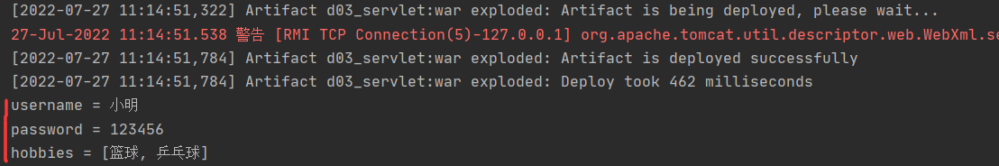 [2022-07-27 11:14:51,322] Artifact d03_servlet:war exploded: Artifact is being deployed, please wait...
27-Jul-2022 11:14:51.538 警告 [RMI TCP Connection(5)-127.0.0.1] org.apache.tomcat.util.descriptor.web.WebXml.se
[2022-07-27 11:14:51,784] Artifact d03_servlet:war exploded: Artifact is deployed successfully
[2022-07-27 11:14:51,784] Artifact d03_servlet:war exploded: Deploy took 462 milliseconds
username = 小明
password = 123456
hobbies = [篮球, 乒乓球]